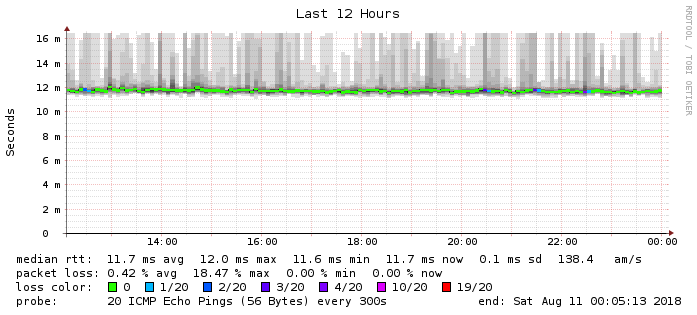 Last 12 Hours
RRDTOOL / TOBI OETIKER
Seconds
16 m
14 m
12 m
10 m
8 m
6 m
4 m
2 m
0
14:00 16:00 18:00 20:00 22:00 00:00
median rtt: 11.7 ms avg 12.0 ms max 11.6 ms min 11.7 ms now 0.1 ms sd 138.4 am/s
packet loss: 0.42 % avg 18.47 % max 0.00 % min 0.00 % now
loss color: 0 1/20 2/20 3/20 4/20 10/20 19/20
probe: 20 ICMP Echo Pings (56 Bytes) every 300s end: Sat Aug 11 00:05:13 2018